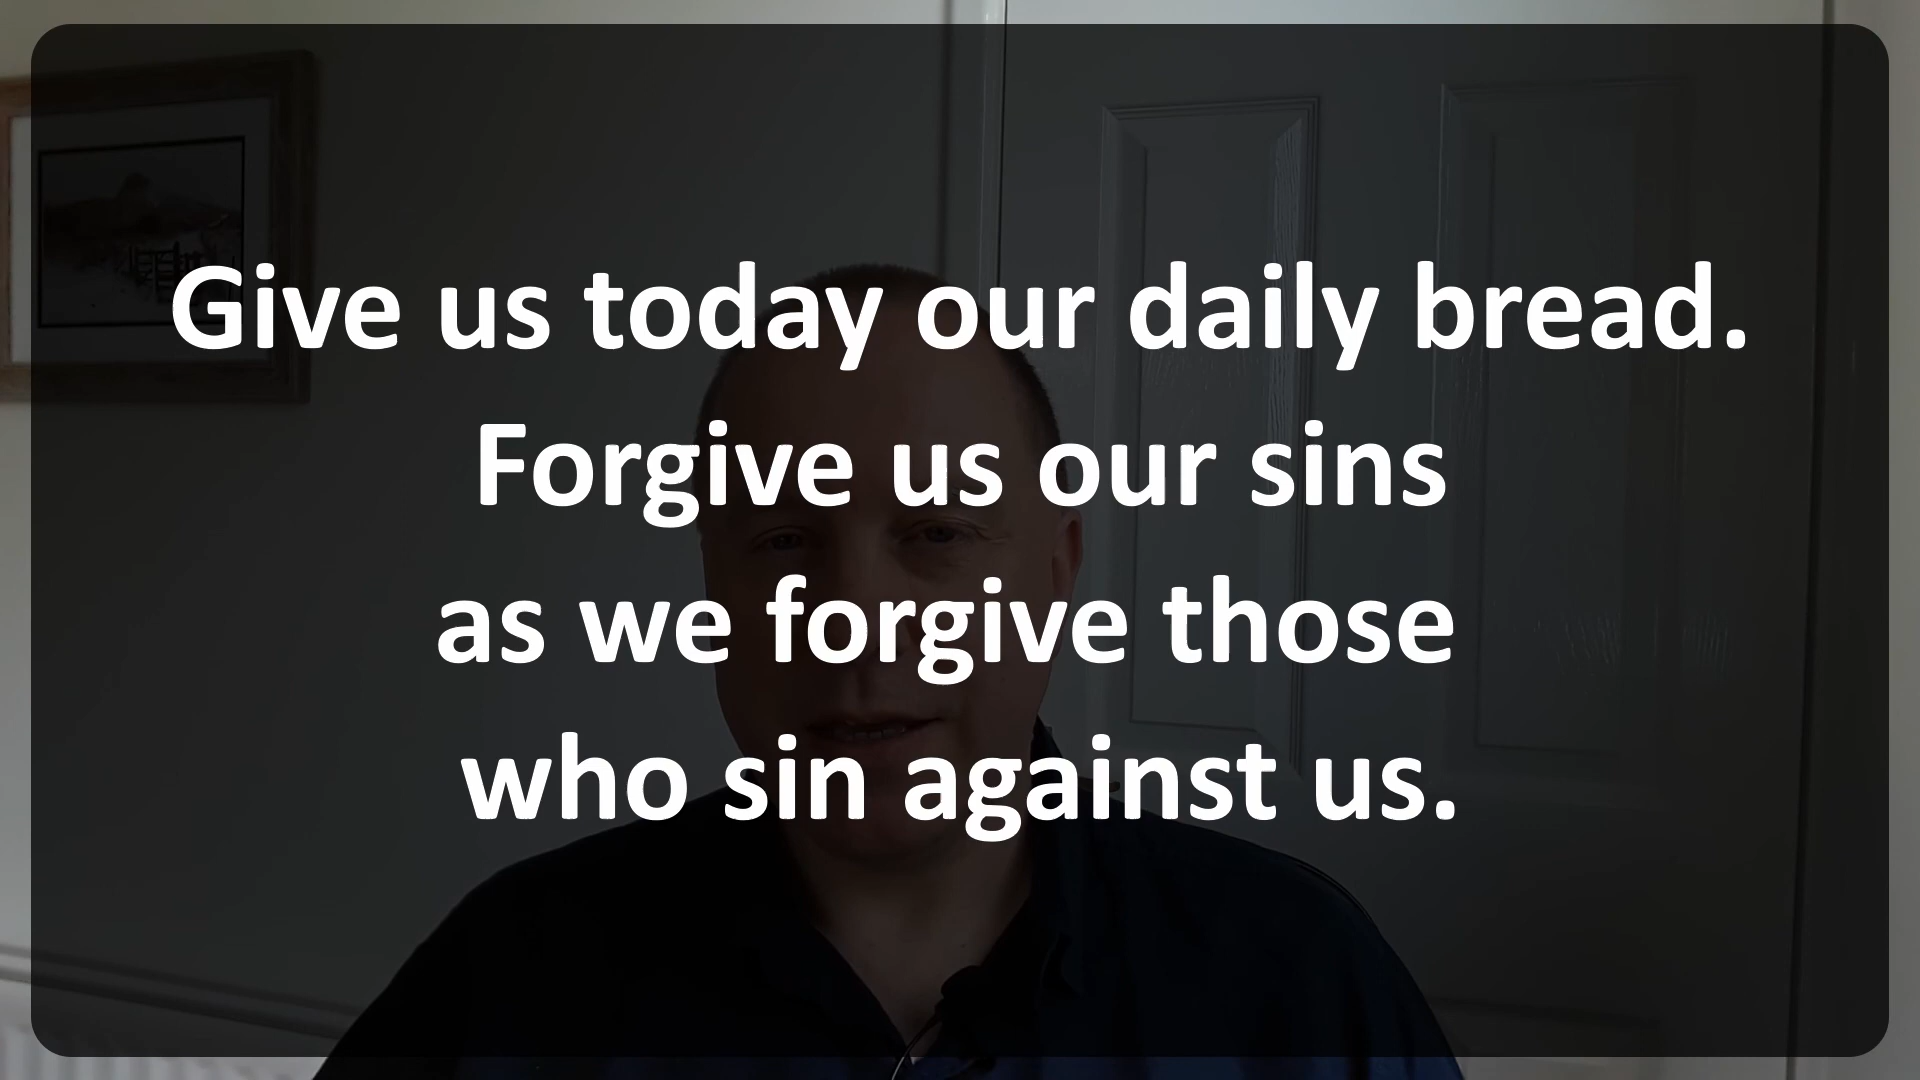 Give us today our daily bread.
Forgive us our sins
as we forgive those
who sin against us.